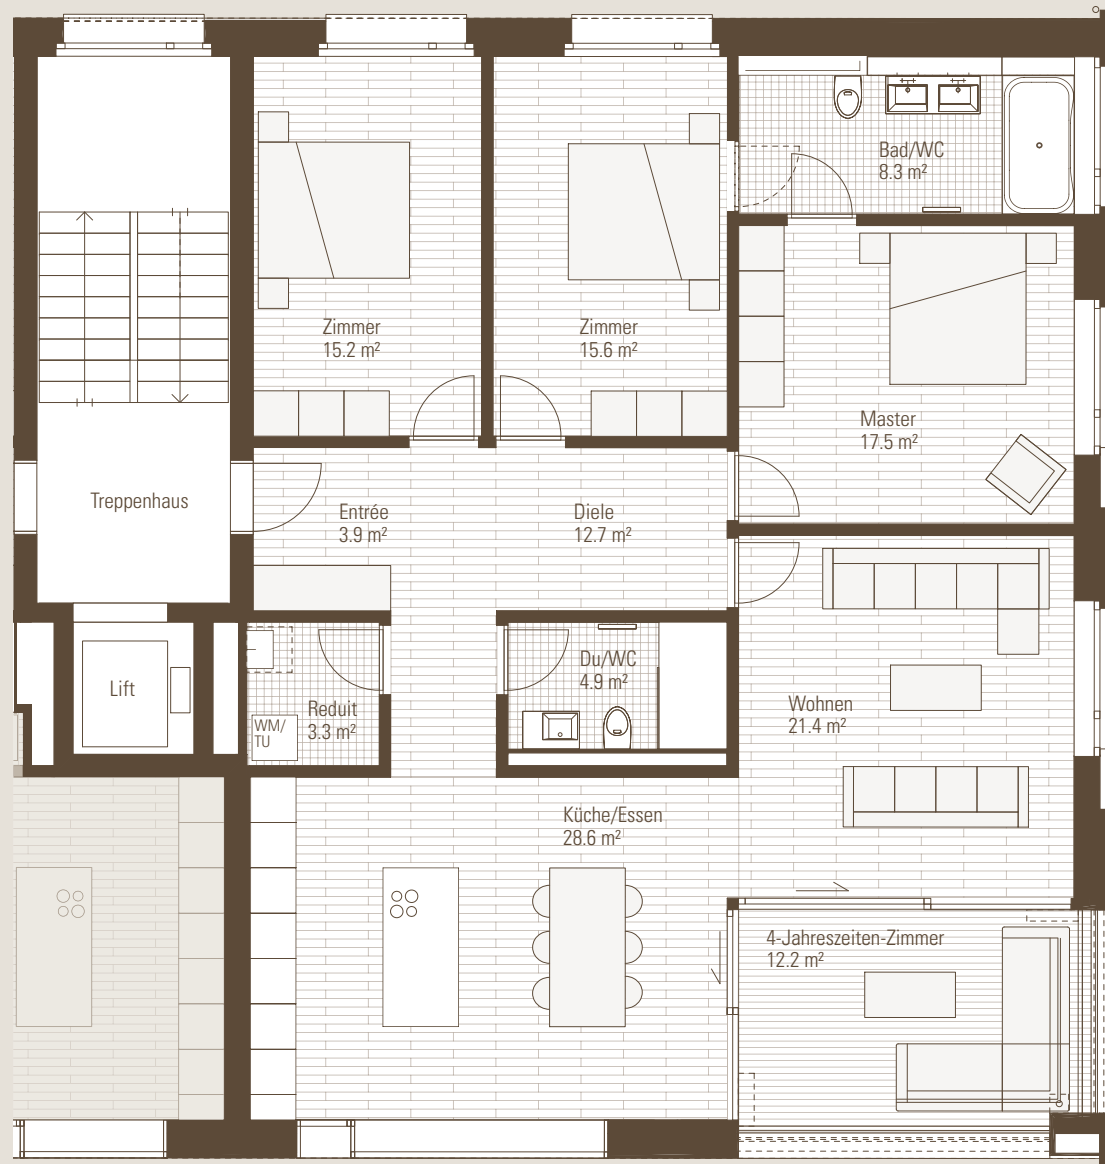 Bad/WC
8.3 m²
Zimmer
15.2 m²
Zimmer
15.6 m²
Master
17.5 m²
Treppenhaus
Entrée
3.9 m²
Diele
12.7 m²
Lift
Du/WC
4.9 m²
Reduit
3.3 m²
WM/
TU
Wohnen
21.4 m²
Küche/Essen
28.6 m²
4-Jahreszeiten-Zimmer
12.2 m²